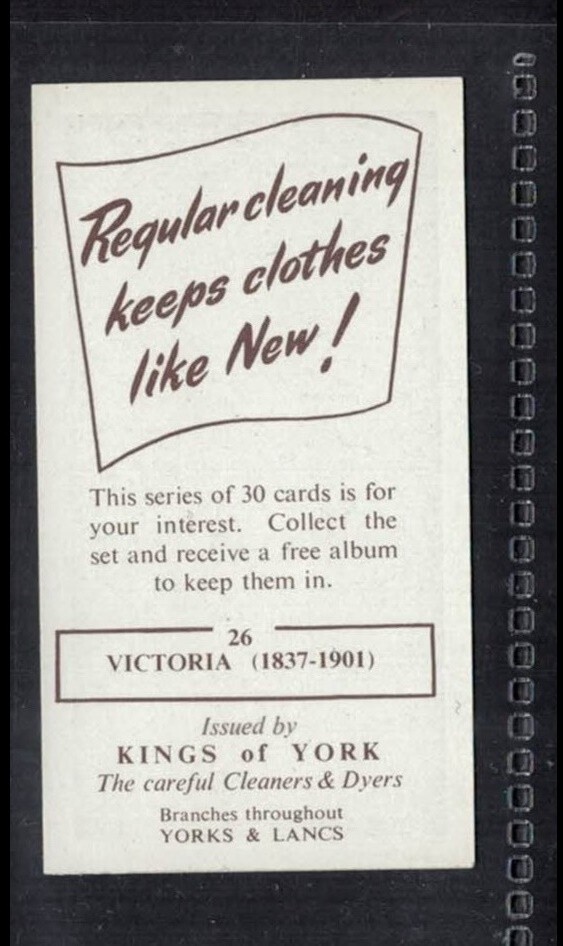 Regular cleaning
keeps clothes
like New!
This series of 30 cards is for
your interest. Collect the
set and receive a free album
to keep them in.
26
VICTORIA (1837-1901)
Issued by
KINGS of YORK
The careful Cleaners & Dyers
Branches throughout
YORKS & LANCS